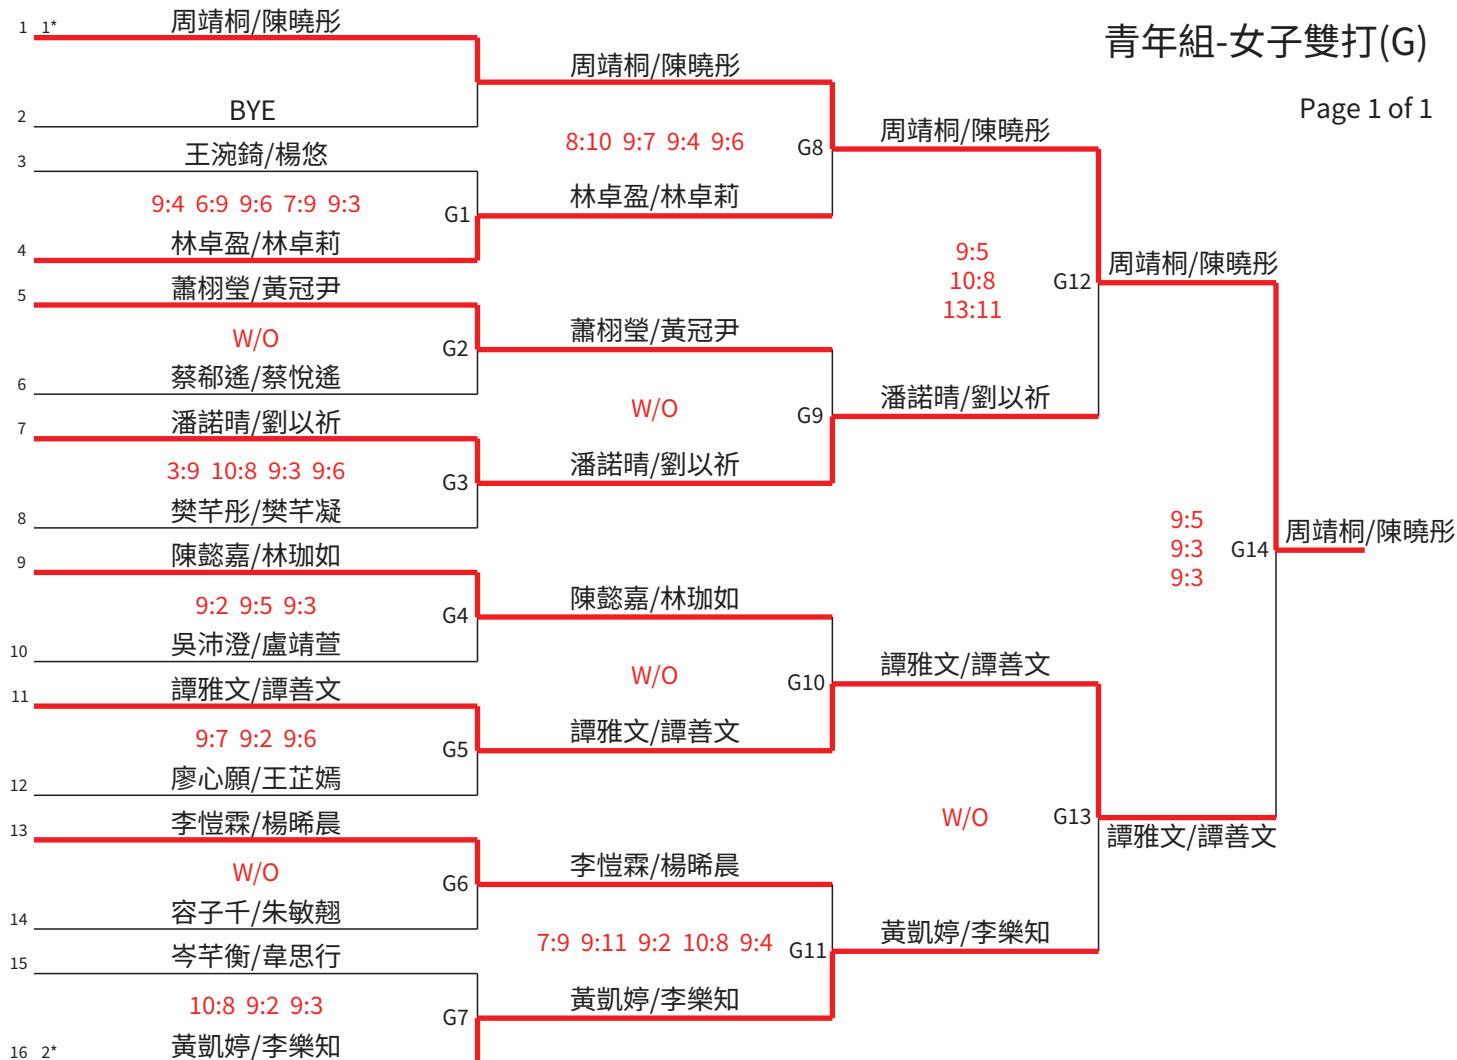 青年組-女子雙打(G)
Page 1 of 1
1 1* 周靖桐/陳曉彤
2 BYE
3 王涴錡/楊悠
9:4 6:9 9:6 7:9 9:3 G1
4 林卓盈/林卓莉
5 蕭栩瑩/黃冠尹
W/O G2
6 蔡郗遙/蔡悅遙
7 潘諾晴/劉以祈
3:9 10:8 9:3 9:6 G3
8 樊芊彤/樊芊凝
9 陳懿嘉/林珈如
9:2 9:5 9:3 G4
10 吳沛澄/盧靖萱
11 譚雅文/譚善文
9:7 9:2 9:6 G5
12 廖心願/王芷嫣
13 李愷霖/楊晞晨
W/O G6
14 容子千/朱敏翹
15 岑芊衡/韋思行
10:8 9:2 9:3 G7
16 2* 黃凱婷/李樂知
周靖桐/陳曉彤
8:10 9:7 9:4 9:6 G8
林卓盈/林卓莉
蕭栩瑩/黃冠尹
W/O G9
潘諾晴/劉以祈
陳懿嘉/林珈如
W/O G10
譚雅文/譚善文
李愷霖/楊晞晨
7:9 9:11 9:2 10:8 9:4 G11
黃凱婷/李樂知
周靖桐/陳曉彤
9:5
10:8 G12
13:11
潘諾晴/劉以祈
譚雅文/譚善文
W/O G13
黃凱婷/李樂知
周靖桐/陳曉彤
9:5
9:3 G14
9:3
譚雅文/譚善文
周靖桐/陳曉彤